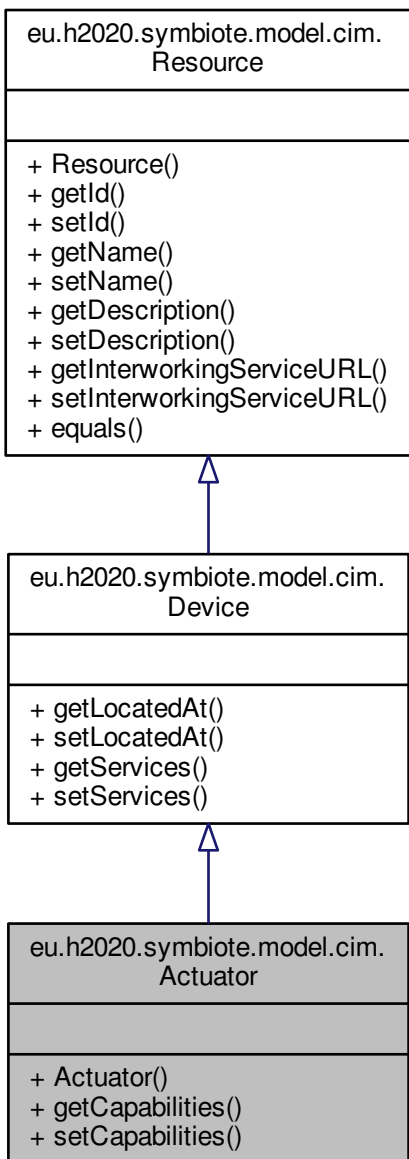 eu.h2020.symbiote.model.cim.
Resource
+ Resource()
+ getId()
+ setId()
+ getName()
+ setName()
+ getDescription()
+ setDescription()
+ getInterworkingServiceURL()
+ setInterworkingServiceURL()
+ equals()
eu.h2020.symbiote.model.cim.
Device
+ getLocatedAt()
+ setLocatedAt()
+ getServices()
+ setServices()
eu.h2020.symbiote.model.cim.
Actuator
+ Actuator()
+ getCapabilities()
+ setCapabilities()